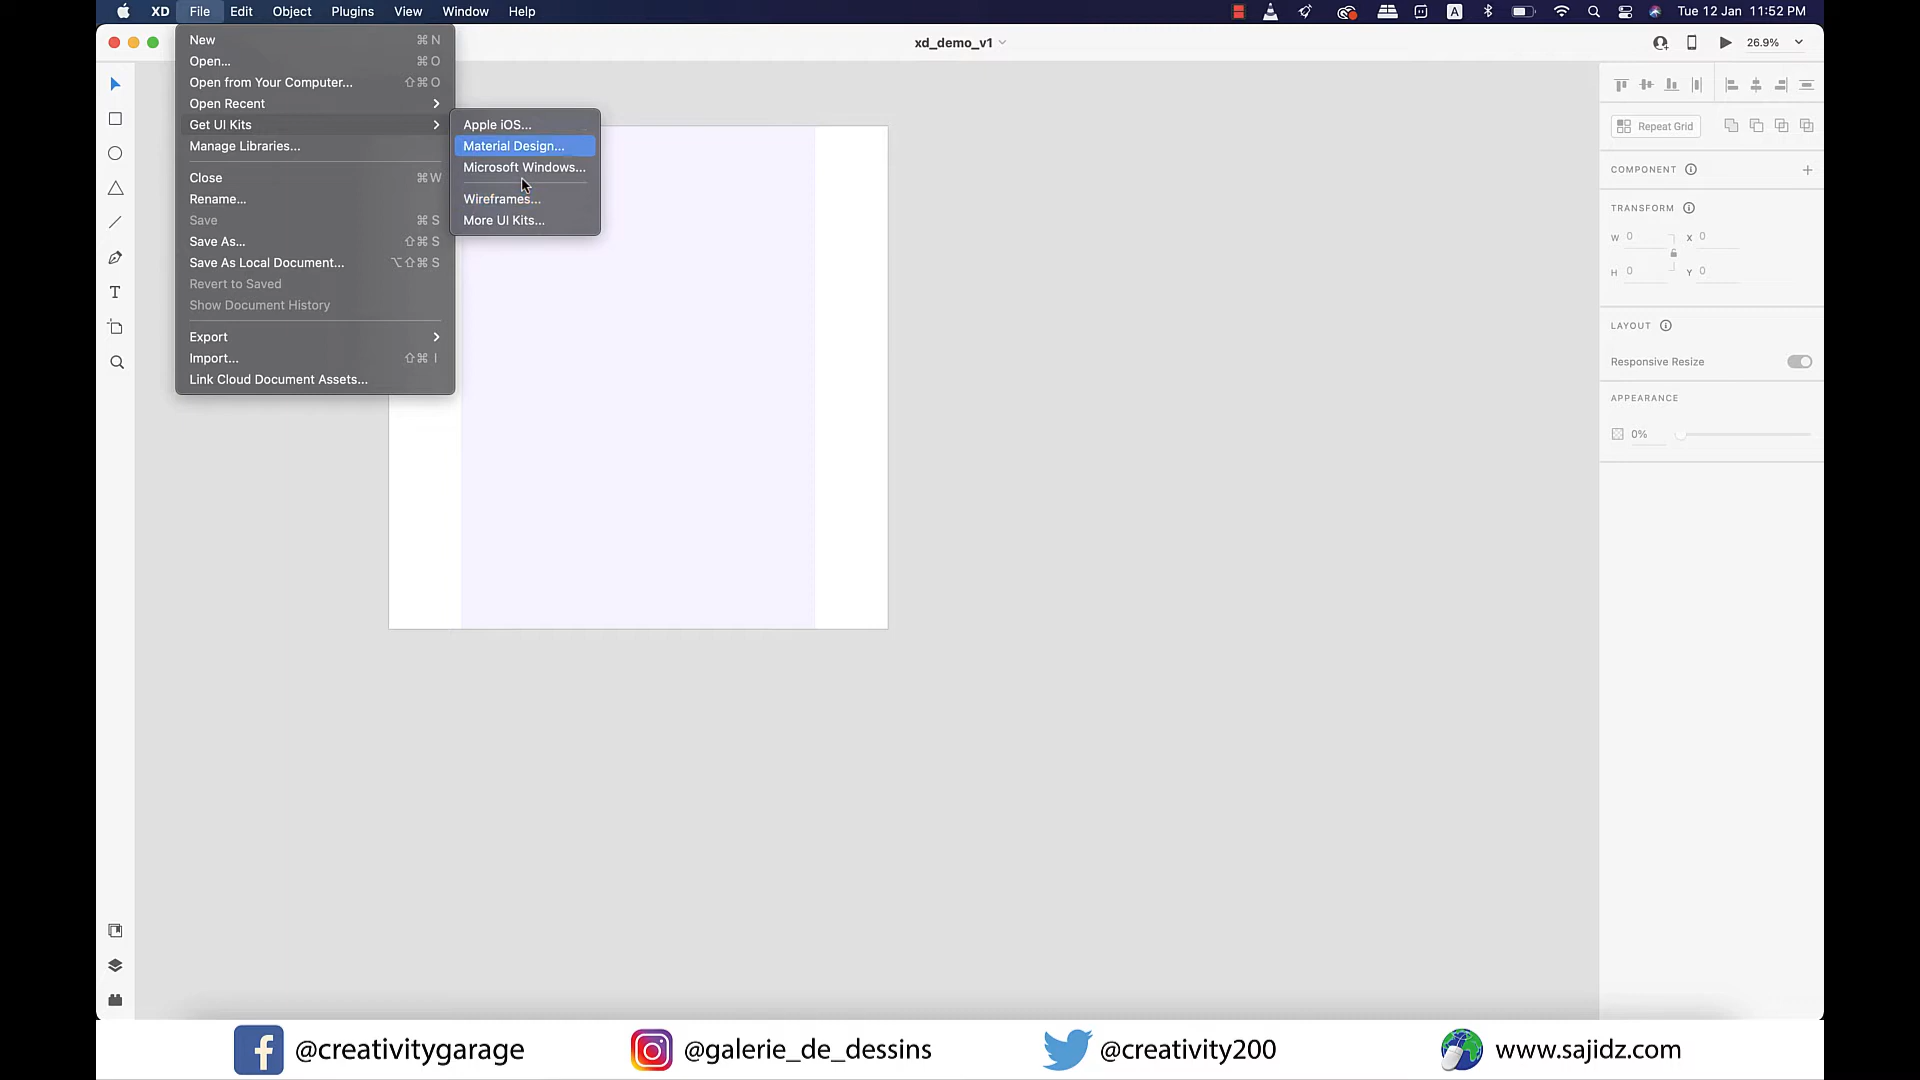 XD File Edit Object Plugins View Window Help
A Tue 12 Jan 11:52 PM
xd_demo_v1
26.9%
New ⌘ N
Open... ⌘ O
Open from Your Computer... ⇧⌘ O
Open Recent
Get UI Kits
Manage Libraries...
Close ⌘ W
Rename...
Save ⌘ S
Save As... ⇧⌘ S
Save As Local Document... ⌥⇧⌘ S
Revert to Saved
Show Document History
Export
Import... ⇧⌘ I
Link Cloud Document Assets...
Apple iOS...
Material Design...
Microsoft Windows...
Wireframes...
More UI Kits...
T
Repeat Grid
COMPONENT
TRANSFORM
W 0 X 0
H 0 Y 0
LAYOUT
Responsive Resize
APPEARANCE
0%
@creativitygarage
@galerie_de_dessins
@creativity200
www.sajidz.com